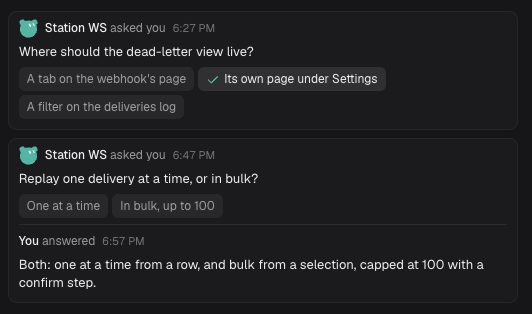 Station WS asked you 6:27 PM
Where should the dead-letter view live?
A tab on the webhook's page
Its own page under Settings
A filter on the deliveries log
Station WS asked you 6:47 PM
Replay one delivery at a time, or in bulk?
One at a time
In bulk, up to 100
You answered 6:57 PM
Both: one at a time from a row, and bulk from a selection, capped at 100 with a
confirm step.